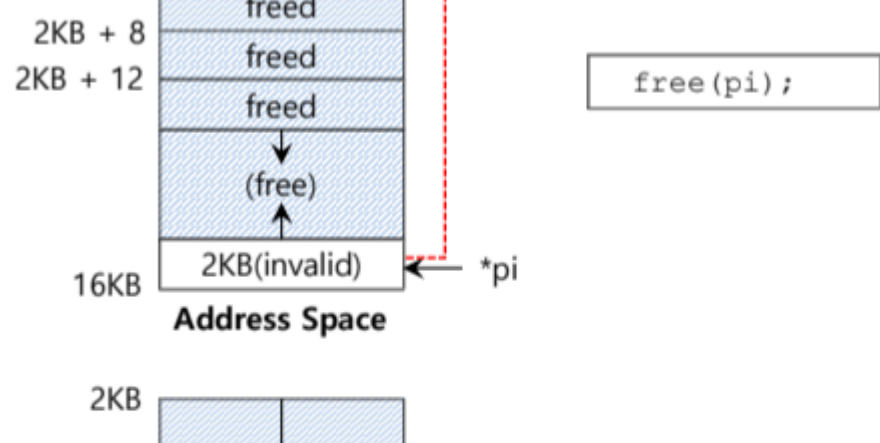 freed
2KB + 8
freed
2KB + 12
freed
free(pi);
(free)
2KB(invalid)
*pi
16KB
Address Space
2KB